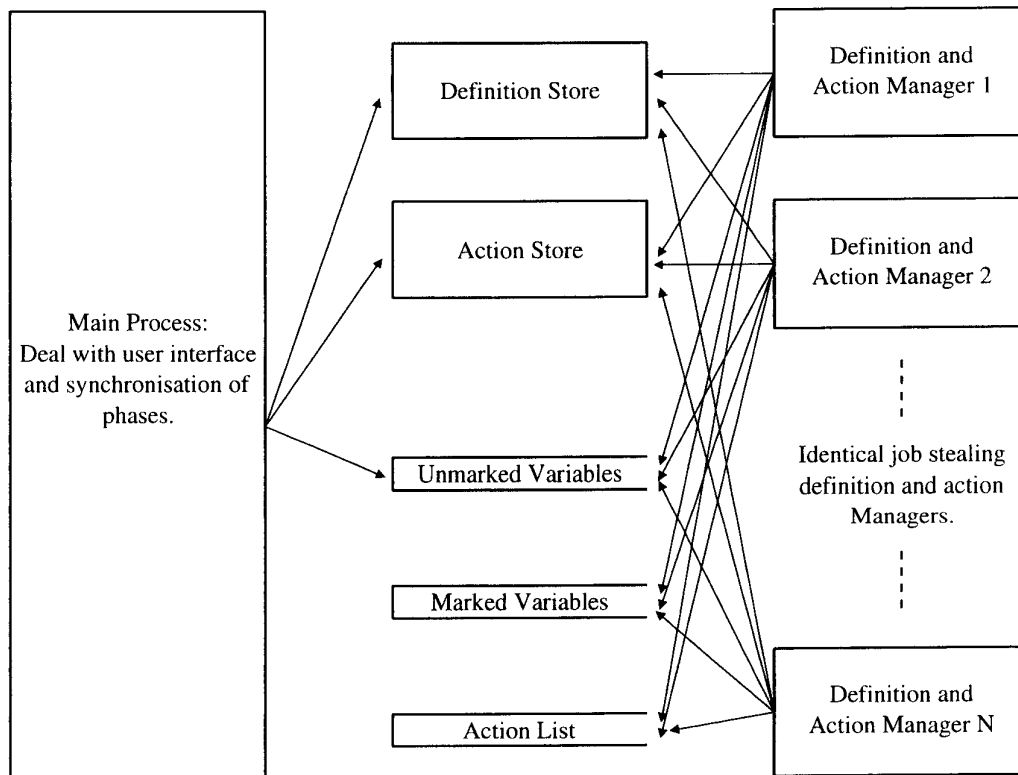 Main Process:
Deal with user interface
and synchronisation of
phases.
Definition Store
Action Store
Unmarked Variables
Marked Variables
Action List
Definition and
Action Manager 1
Definition and
Action Manager 2
Identical job stealing
definition and action
Managers.
Definition and
Action Manager N